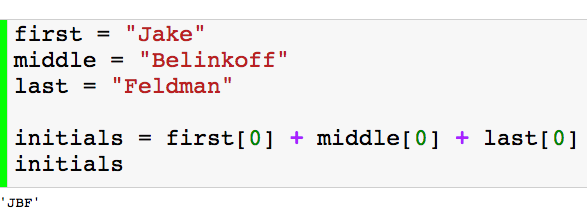 first = "Jake"
middle = "Belinkoff"
last = "Feldman"
initials = first[0] + middle[0] + last[0]
initials
'JBF'